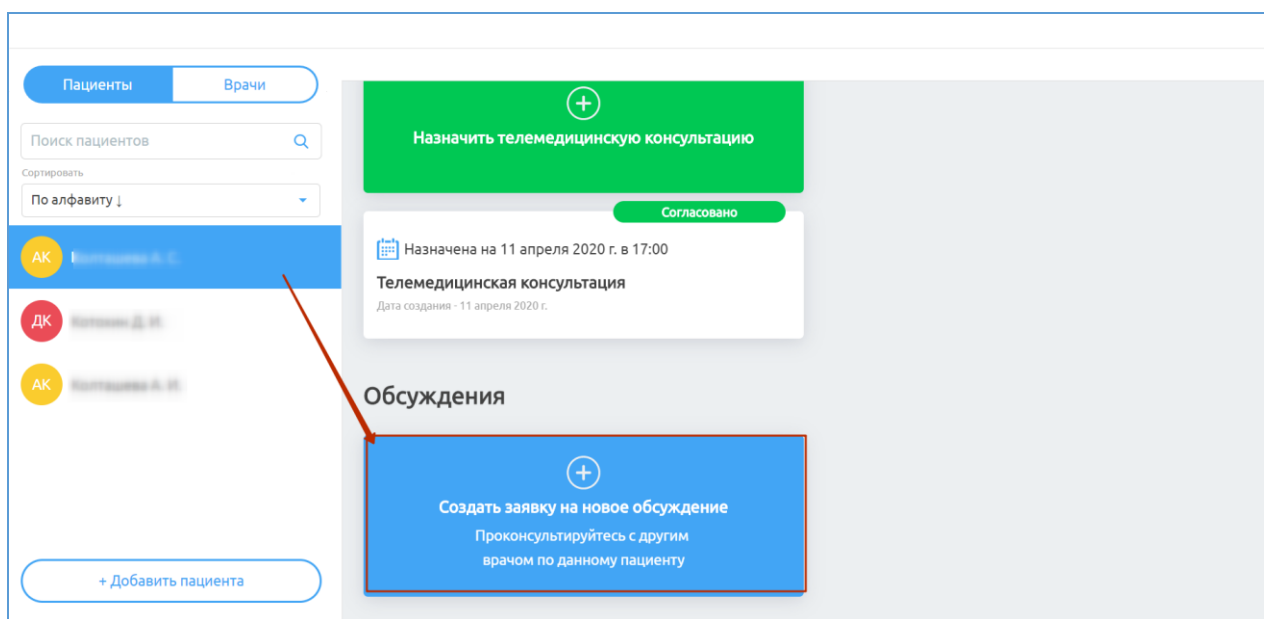 Пациенты
Врачи
Поиск пациентов
Сортировать
По алфавиту ↓
АК
ДК
АК
+ Добавить пациента
Назначить телемедицинскую консультацию
Согласовано
Назначена на 11 апреля 2020 г. в 17:00
Телемедицинская консультация
Дата создания - 11 апреля 2020 г.
Обсуждения
Создать заявку на новое обсуждение
Проконсультируйтесь с другим
врачом по данному пациенту